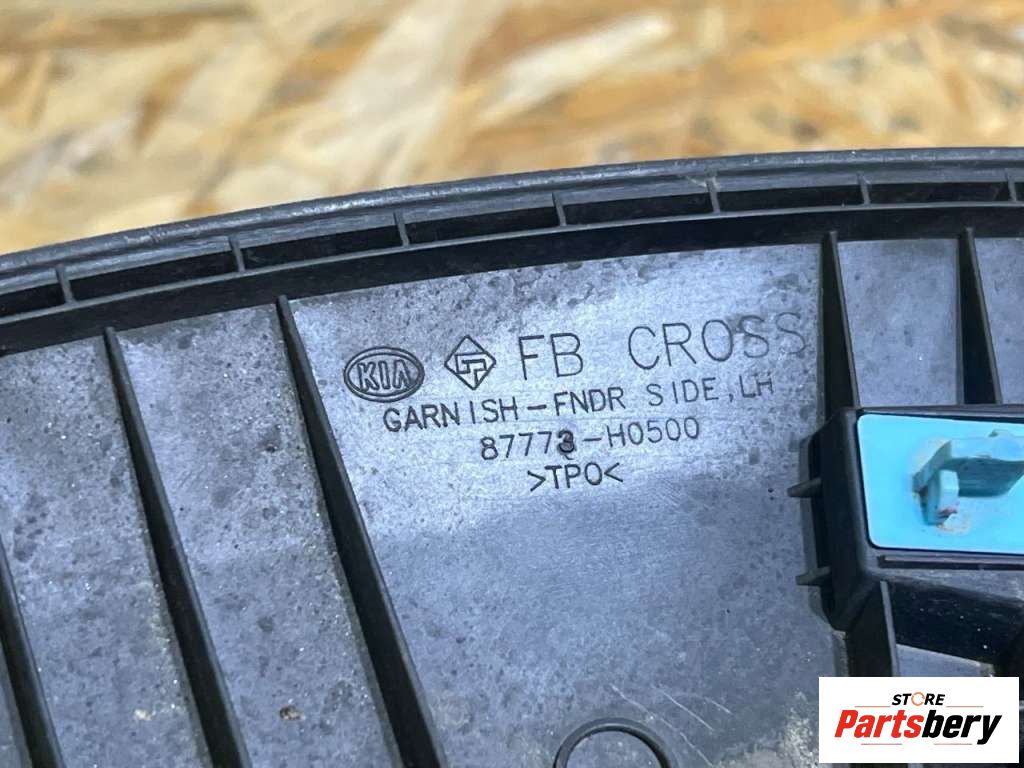 KIA FB CROSS
GARNISH-FNDR SIDE, LH
87773-H0500
>TPO<
STORE
Partsbery